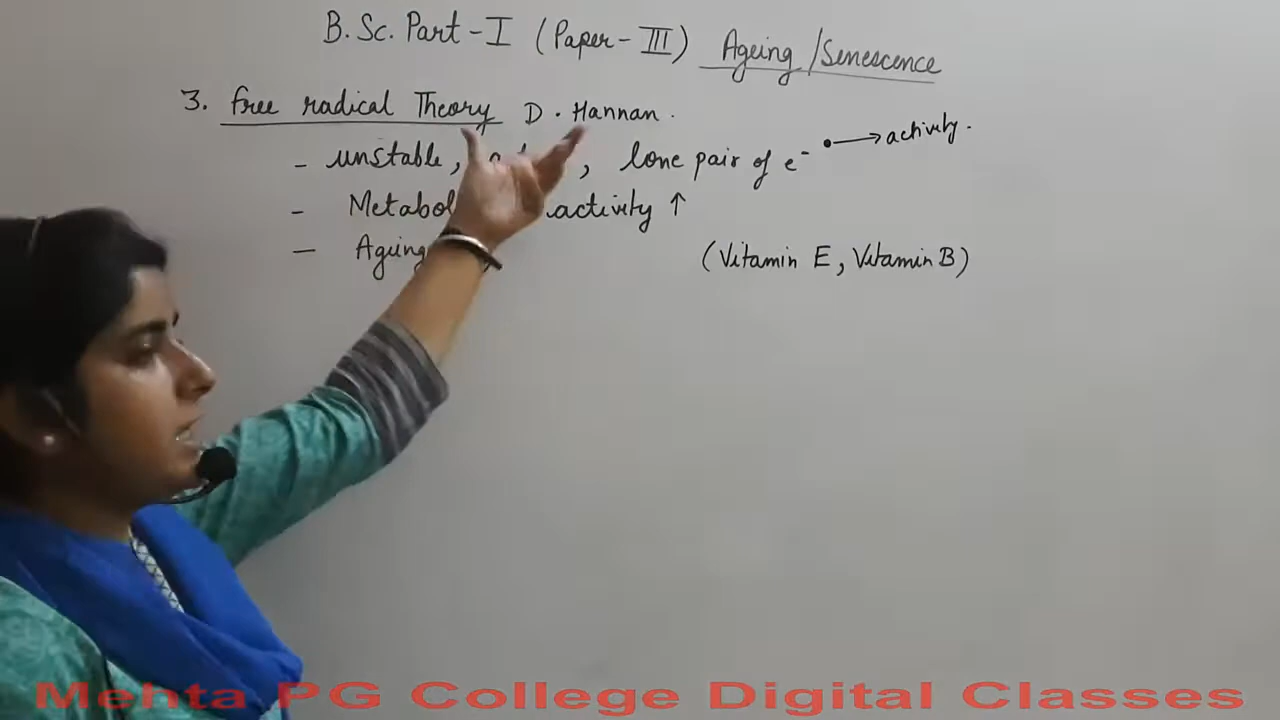 B.Sc. Part-I (Paper-III) Ageing/Senescence
3. free radical Theory D. Hannan.
- unstable, , lone pair of e⁻ •→ actively.
- Metabol activity ↑
- Ageing (Vitamin E, Vitamin B)
Mehta PG College Digital Classes